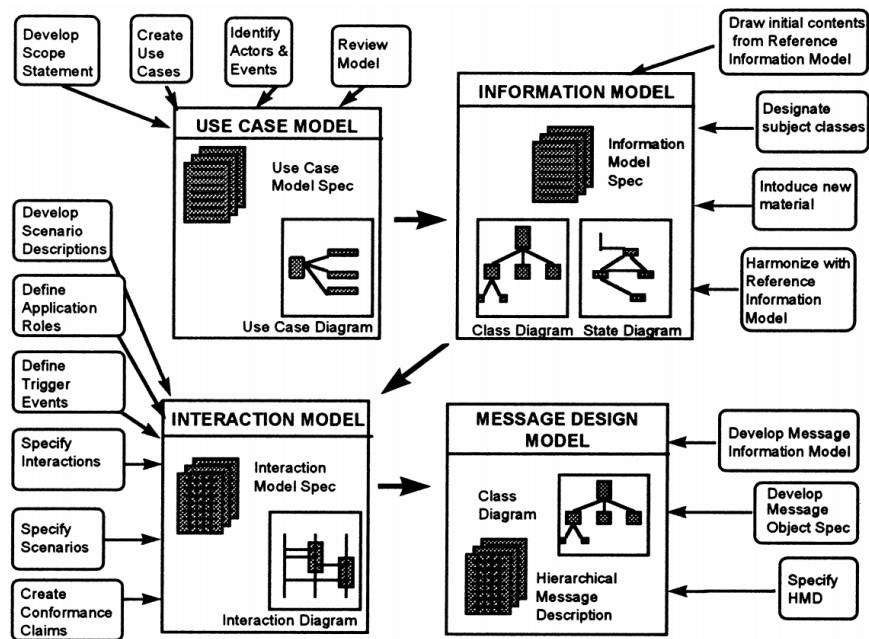 Develop
Scope
Statement
Create
Use
Cases
Identify
Actors &
Events
Review
Model
Draw initial contents
from Reference
Information Model
USE CASE MODEL
Use Case
Model Spec
Use Case Diagram
INFORMATION MODEL
Information
Model
Spec
Class Diagram
State Diagram
Designate
subject classes
Intoduce new
material
Harmonize with
Reference
Information
Model
Develop
Scenario
Descriptions
Define
Application
Roles
Define
Trigger
Events
Specify
Interactions
Specify
Scenarios
Create
Conformance
Claims
INTERACTION MODEL
Interaction
Model Spec
Interaction Diagram
MESSAGE DESIGN
MODEL
Class
Diagram
Hierarchical
Message
Description
Develop Message
Information Model
Develop
Message
Object Spec
Specify
HMD